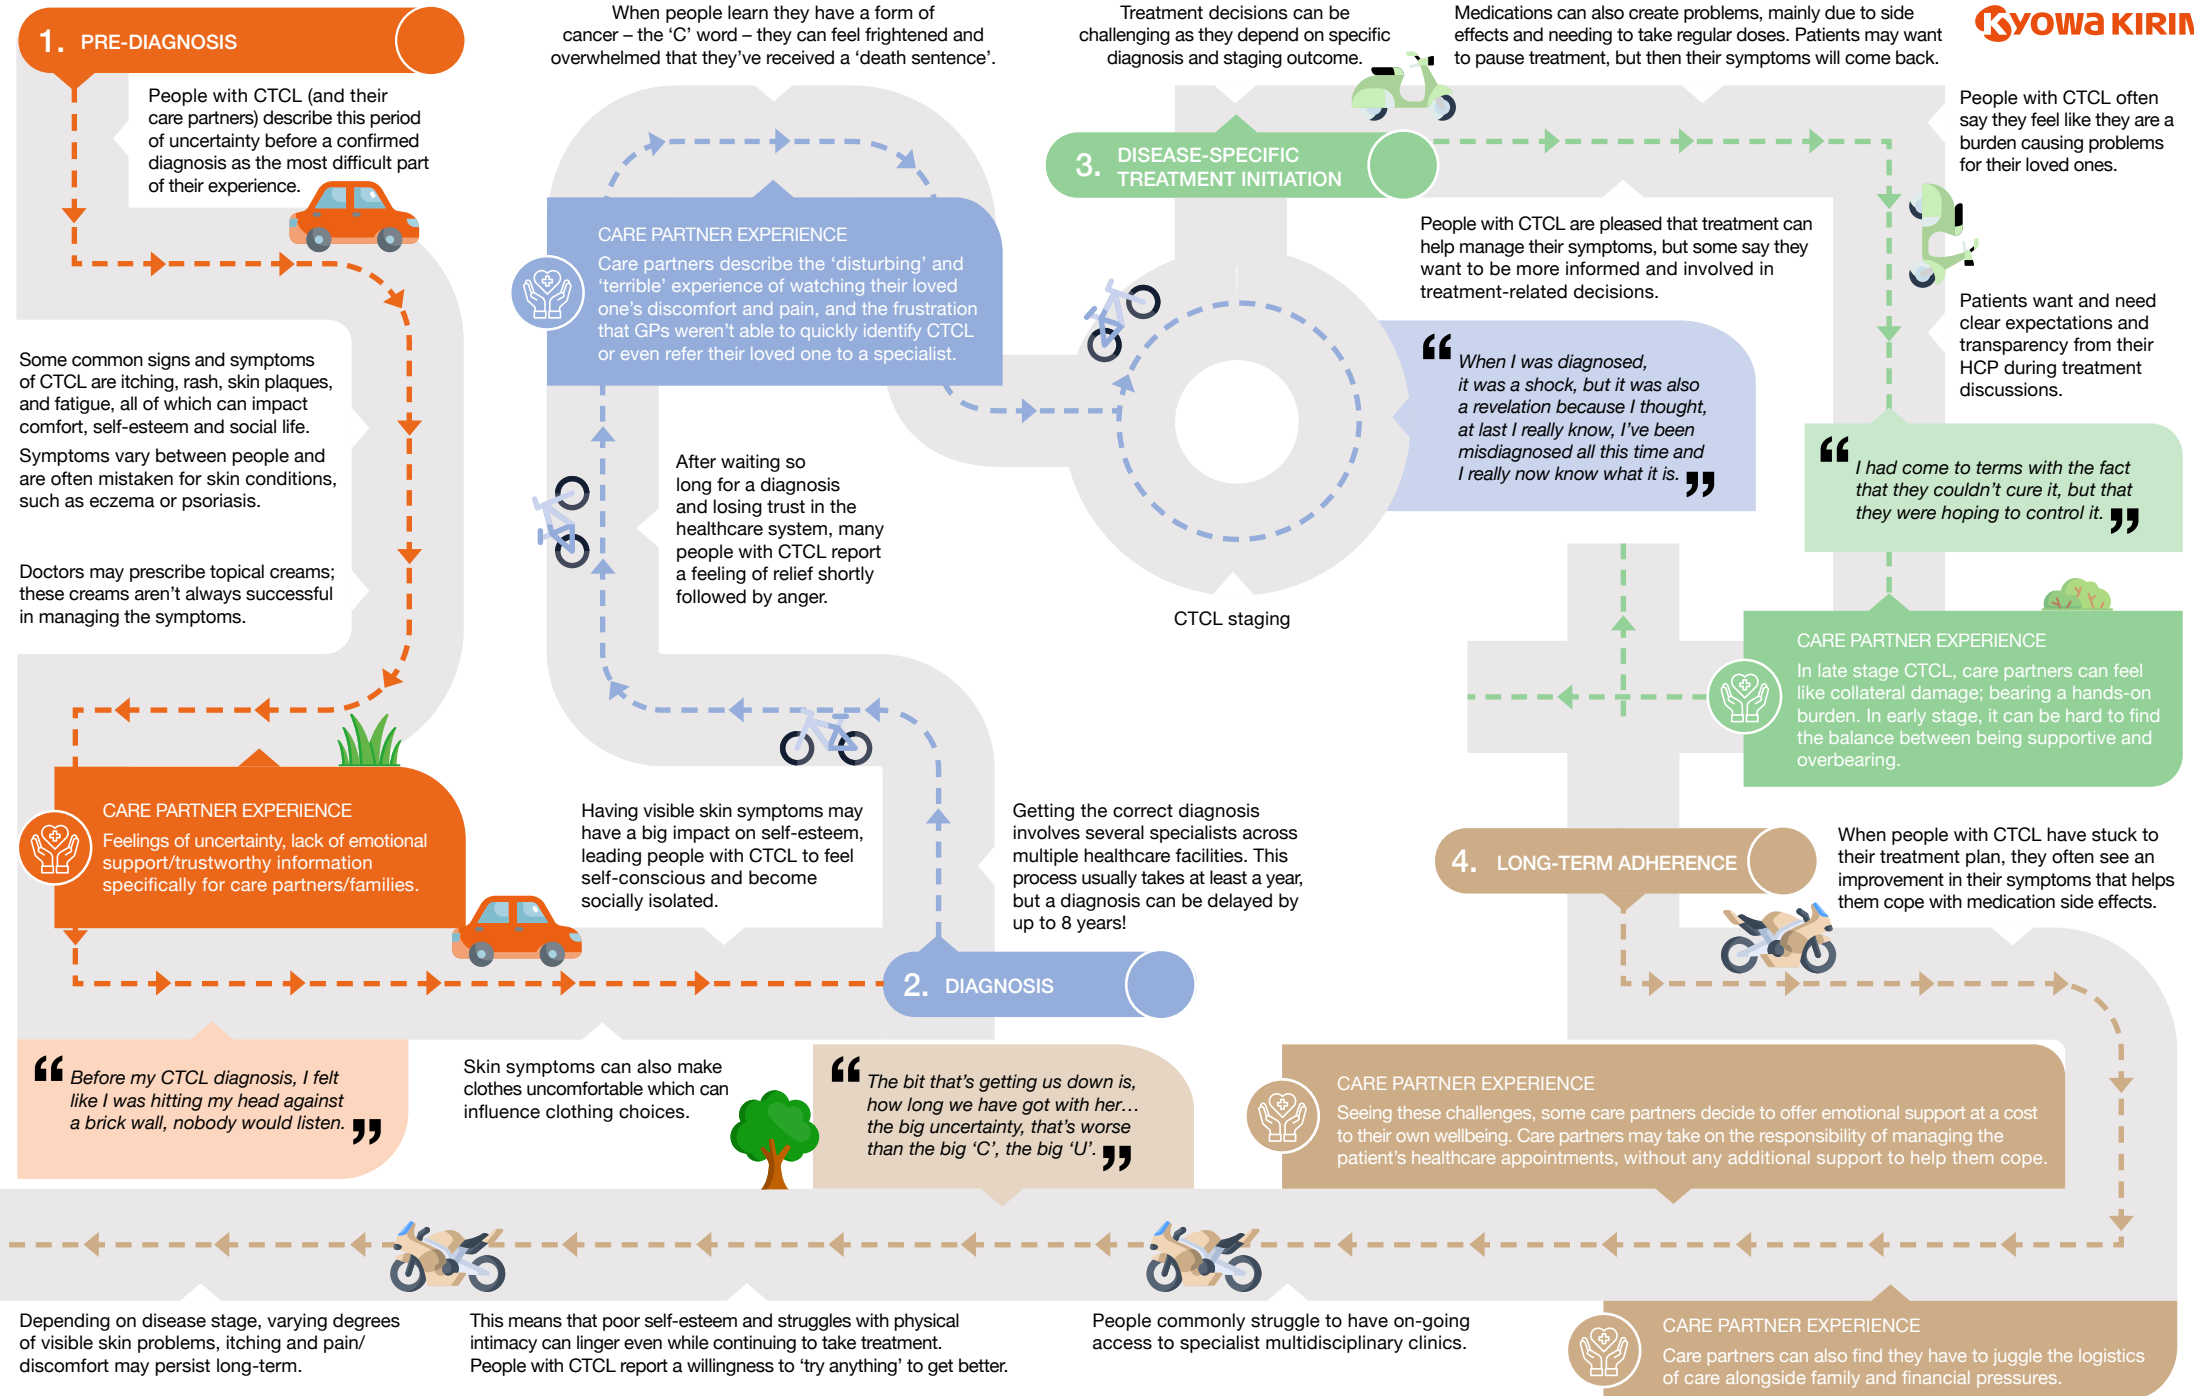 1. PRE-DIAGNOSIS
People with CTCL (and their
care partners) describe this period
of uncertainty before a confirmed
diagnosis as the most difficult part
of their experience.
Some common signs and symptoms
of CTCL are itching, rash, skin plaques,
and fatigue, all of which can impact
comfort, self-esteem and social life.
Symptoms vary between people and
are often mistaken for skin conditions,
such as eczema or psoriasis.
Doctors may prescribe topical creams;
these creams aren't always successful
in managing the symptoms.
CARE PARTNER EXPERIENCE
Feelings of uncertainty, lack of emotional
support/trustworthy information
specifically for care partners/families.
“Before my CTCL diagnosis, I felt
like I was hitting my head against
a brick wall, nobody would listen.”
Skin symptoms can also make
clothes uncomfortable which can
influence clothing choices.
Having visible skin symptoms may
have a big impact on self-esteem,
leading people with CTCL to feel
self-conscious and become
socially isolated.
2. DIAGNOSIS
Getting the correct diagnosis
involves several specialists across
multiple healthcare facilities. This
process usually takes at least a year,
but a diagnosis can be delayed by
up to 8 years!
After waiting so
long for a diagnosis
and losing trust in the
healthcare system, many
people with CTCL report
a feeling of relief shortly
followed by anger.
CARE PARTNER EXPERIENCE
Care partners describe the ‘disturbing’ and
‘terrible’ experience of watching their loved
one's discomfort and pain, and the frustration
that GPs weren't able to quickly identify CTCL
or even refer their loved one to a specialist.
When people learn they have a form of
cancer – the ‘C’ word – they can feel frightened and
overwhelmed that they've received a ‘death sentence’.
CTCL staging
“When I was diagnosed,
it was a shock, but it was also
a revelation because I thought,
at last I really know, I've been
misdiagnosed all this time and
I really now know what it is.”
Treatment decisions can be
challenging as they depend on specific
diagnosis and staging outcome.
3. DISEASE-SPECIFIC
TREATMENT INITIATION
Medications can also create problems, mainly due to side
effects and needing to take regular doses. Patients may want
to pause treatment, but then their symptoms will come back.
KYOWA KIRIN
People with CTCL are pleased that treatment can
help manage their symptoms, but some say they
want to be more informed and involved in
treatment-related decisions.
People with CTCL often
say they feel like they are a
burden causing problems
for their loved ones.
Patients want and need
clear expectations and
transparency from their
HCP during treatment
discussions.
“I had come to terms with the fact
that they couldn't cure it, but that
they were hoping to control it.”
CARE PARTNER EXPERIENCE
In late stage CTCL, care partners can feel
like collateral damage; bearing a hands-on
burden. In early stage, it can be hard to find
the balance between being supportive and
overbearing.
4. LONG-TERM ADHERENCE
When people with CTCL have stuck to
their treatment plan, they often see an
improvement in their symptoms that helps
them cope with medication side effects.
CARE PARTNER EXPERIENCE
Seeing these challenges, some care partners decide to offer emotional support at a cost
to their own wellbeing. Care partners may take on the responsibility of managing the
patient's healthcare appointments, without any additional support to help them cope.
CARE PARTNER EXPERIENCE
Care partners can also find they have to juggle the logistics
of care alongside family and financial pressures.
People commonly struggle to have on-going
access to specialist multidisciplinary clinics.
“The bit that's getting us down is,
how long we have got with her…
the big uncertainty, that's worse
than the big ‘C’, the big ‘U’.”
This means that poor self-esteem and struggles with physical
intimacy can linger even while continuing to take treatment.
People with CTCL report a willingness to ‘try anything’ to get better.
Depending on disease stage, varying degrees
of visible skin problems, itching and pain/
discomfort may persist long-term.